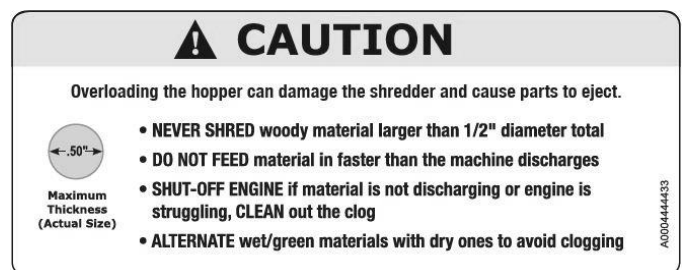 CAUTION
Overloading the hopper can damage the shredder and cause parts to eject.
.50"
Maximum
Thickness
(Actual Size)
• NEVER SHRED woody material larger than 1/2" diameter total
• DO NOT FEED material in faster than the machine discharges
• SHUT-OFF ENGINE if material is not discharging or engine is
struggling, CLEAN out the clog
• ALTERNATE wet/green materials with dry ones to avoid clogging
A0004444433